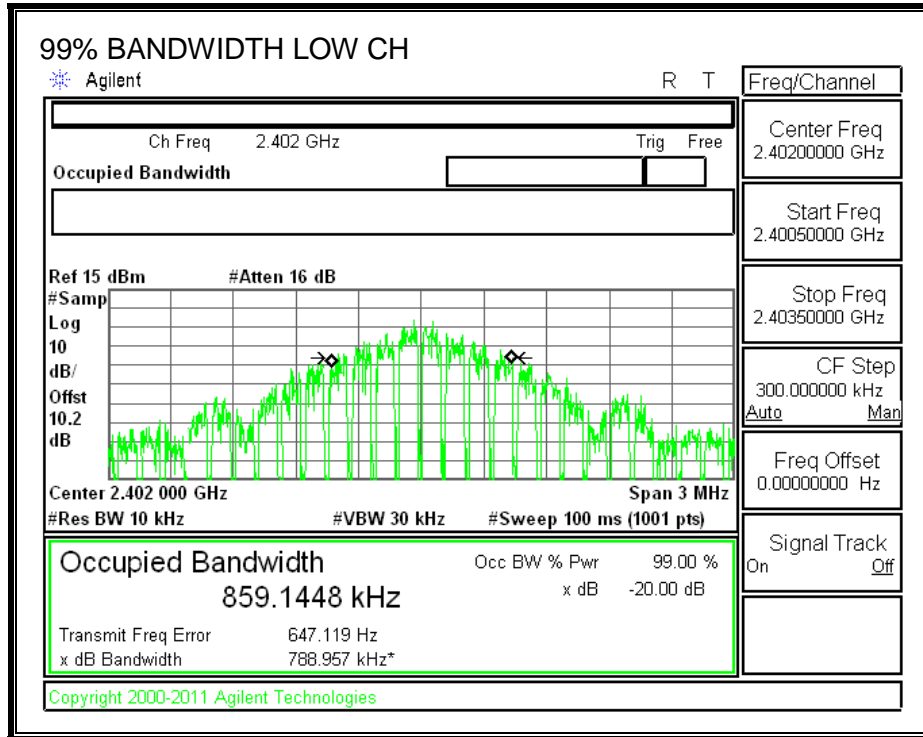 99% BANDWIDTH LOW CH
Agilent R T
Freq/Channel
Ch Freq 2.402 GHz Trig Free
Occupied Bandwidth
Center Freq
2.40200000 GHz
Start Freq
2.40050000 GHz
Stop Freq
2.40350000 GHz
CF Step
300.000000 kHz
Auto Man
Freq Offset
0.00000000 Hz
Signal Track
On Off
Ref 15 dBm #Atten 16 dB
#Samp
Log
10
dB/
Offst
10.2
dB
Center 2.402 000 GHz Span 3 MHz
#Res BW 10 kHz #VBW 30 kHz #Sweep 100 ms (1001 pts)
Occupied Bandwidth
859.1448 kHz
Occ BW % Pwr 99.00 %
x dB -20.00 dB
Transmit Freq Error 647.119 Hz
x dB Bandwidth 788.957 kHz*
Copyright 2000-2011 Agilent Technologies